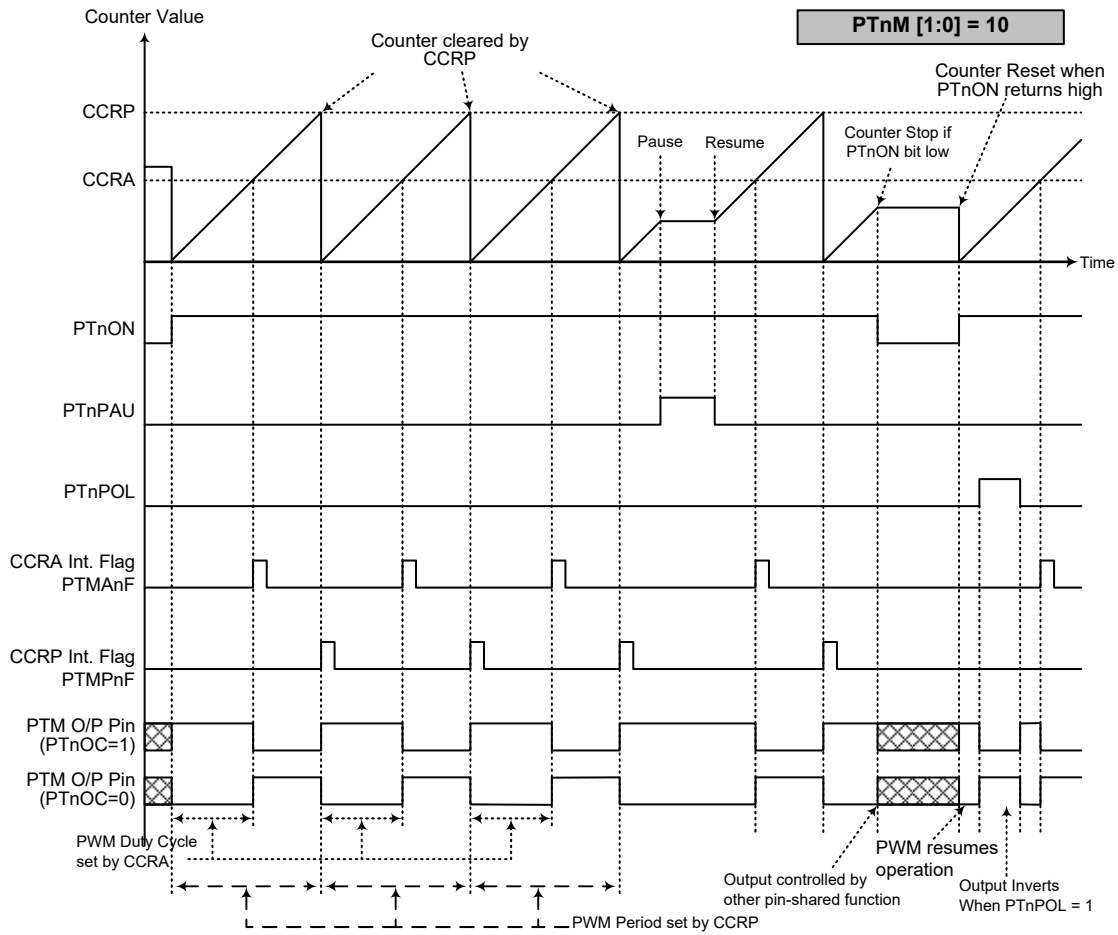 Counter Value
PTnM [1:0] = 10
Counter cleared by
CCRP
Counter Reset when
PTnON returns high
CCRP
Pause
Resume
Counter Stop if
PTnON bit low
CCRA
Time
PTnON
PTnPAU
PTnPOL
CCRA Int. Flag
PTMAnF
CCRP Int. Flag
PTMPnF
PTM O/P Pin
(PTnOC=1)
PTM O/P Pin
(PTnOC=0)
PWM Duty Cycle
set by CCRA
PWM resumes
operation
Output controlled by
other pin-shared function
Output Inverts
When PTnPOL = 1
PWM Period set by CCRP